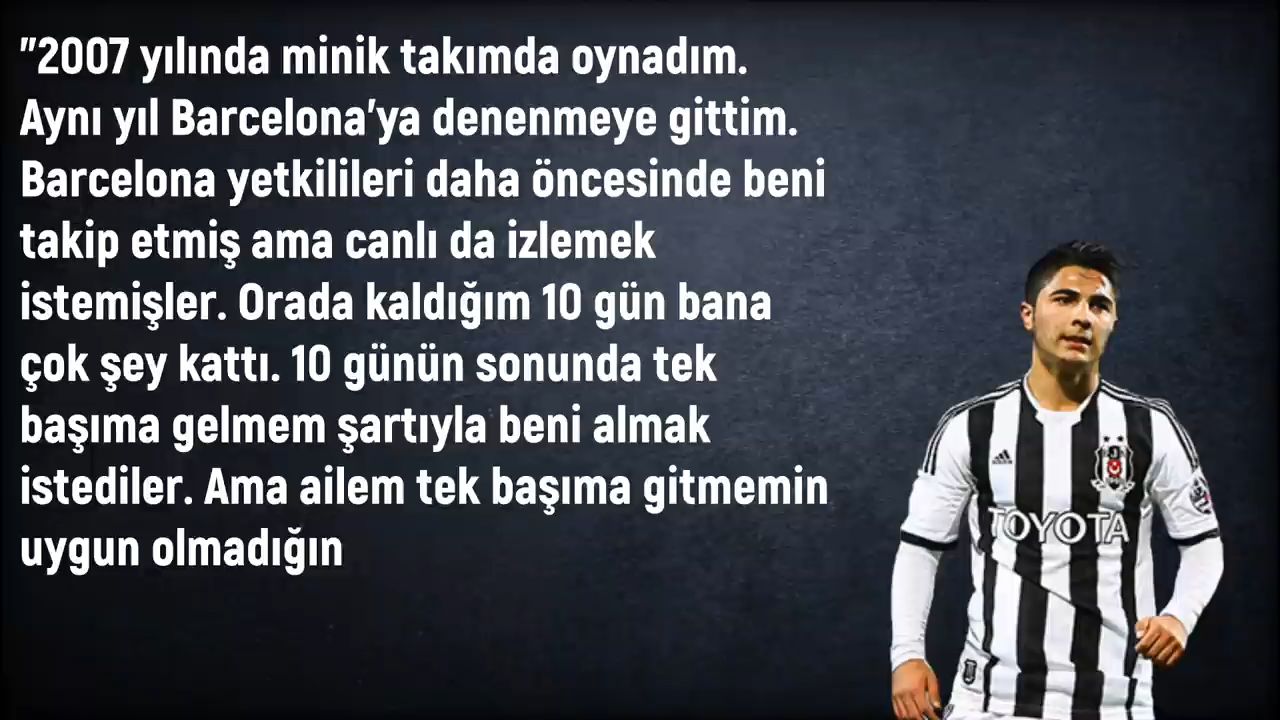 "2007 yılında minik takımda oynadım.
Aynı yıl Barcelona'ya denenmeye gittim.
Barcelona yetkilileri daha öncesinde beni
takip etmiş ama canlı da izlemek
istemişler. Orada kaldığım 10 gün bana
çok şey kattı. 10 günün sonunda tek
başıma gelmem şartıyla beni almak
istediler. Ama ailem tek başıma gitmemin
uygun olmadığın
TOYOTA